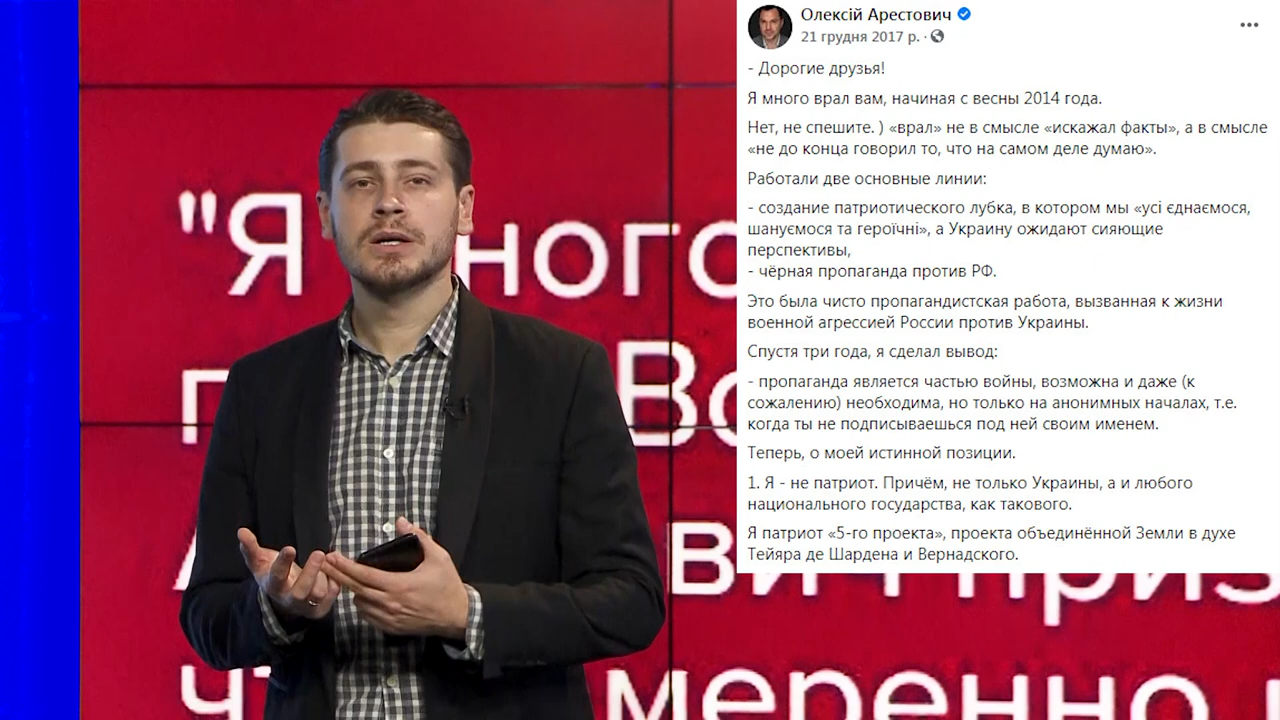 Олексій Арестович
21 грудня 2017 р. ·
- Дорогие друзья!
Я много врал вам, начиная с весны 2014 года.
Нет, не спешите. ) «врал» не в смысле «искажал факты», а в смысле
«не до конца говорил то, что на самом деле думаю».
Работали две основные линии:
- создание патриотического лубка, в котором мы «усі єднаємося,
шануємося та героїчні», а Украину ожидают сияющие
перспективы,
- чёрная пропаганда против РФ.
Это была чисто пропагандистская работа, вызванная к жизни
военной агрессией России против Украины.
Спустя три года, я сделал вывод:
- пропаганда является частью войны, возможна и даже (к
сожалению) необходима, но только на анонимных началах, т.е.
когда ты не подписываешься под ней своим именем.
Теперь, о моей истинной позиции.
1. Я - не патриот. Причём, не только Украины, а и любого
национального государства, как такового.
Я патриот «5-го проекта», проекта объединённой Земли в духе
Тейяра де Шардена и Вернадского.
"Я